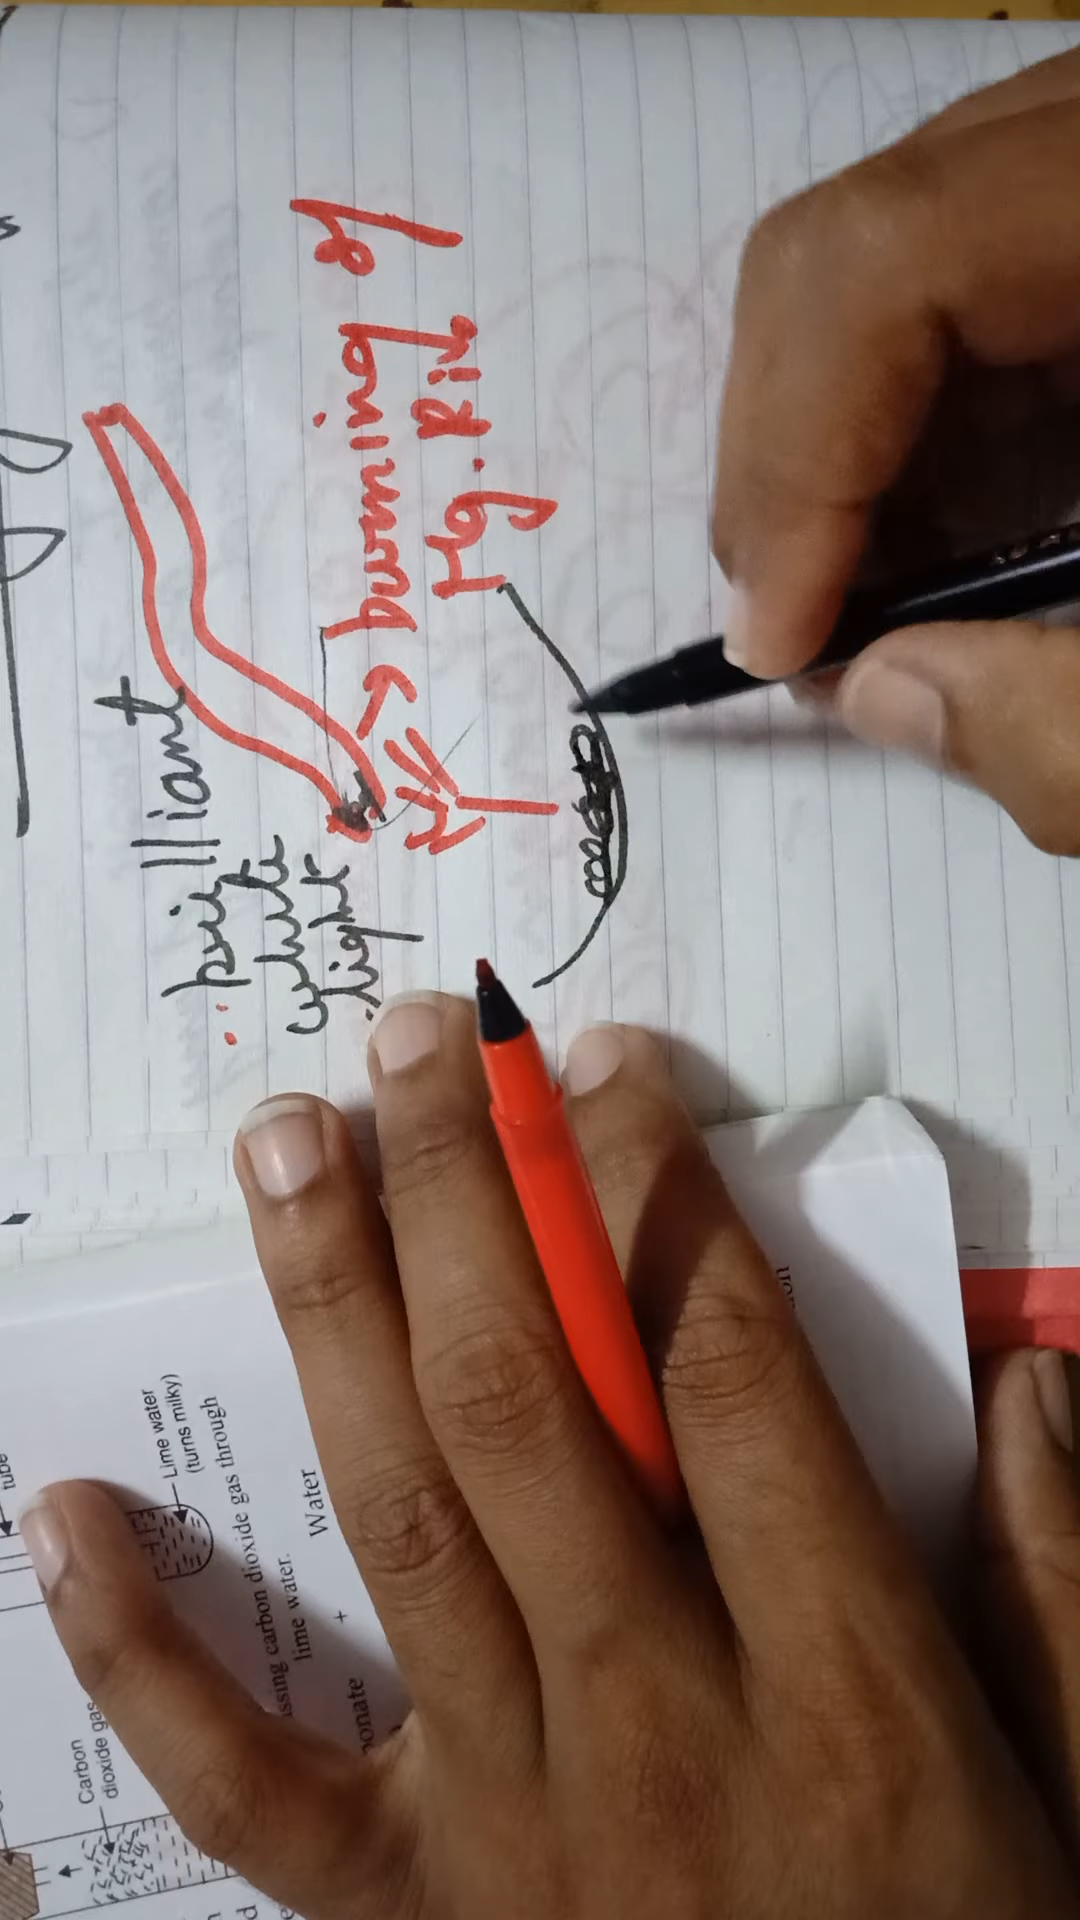 burning of
Mg. Rib
brilliant
white
light
Lime water
(turns milky)
tube
Carbon
dioxide gas
ssing carbon dioxide gas through
lime water.
onate + Water